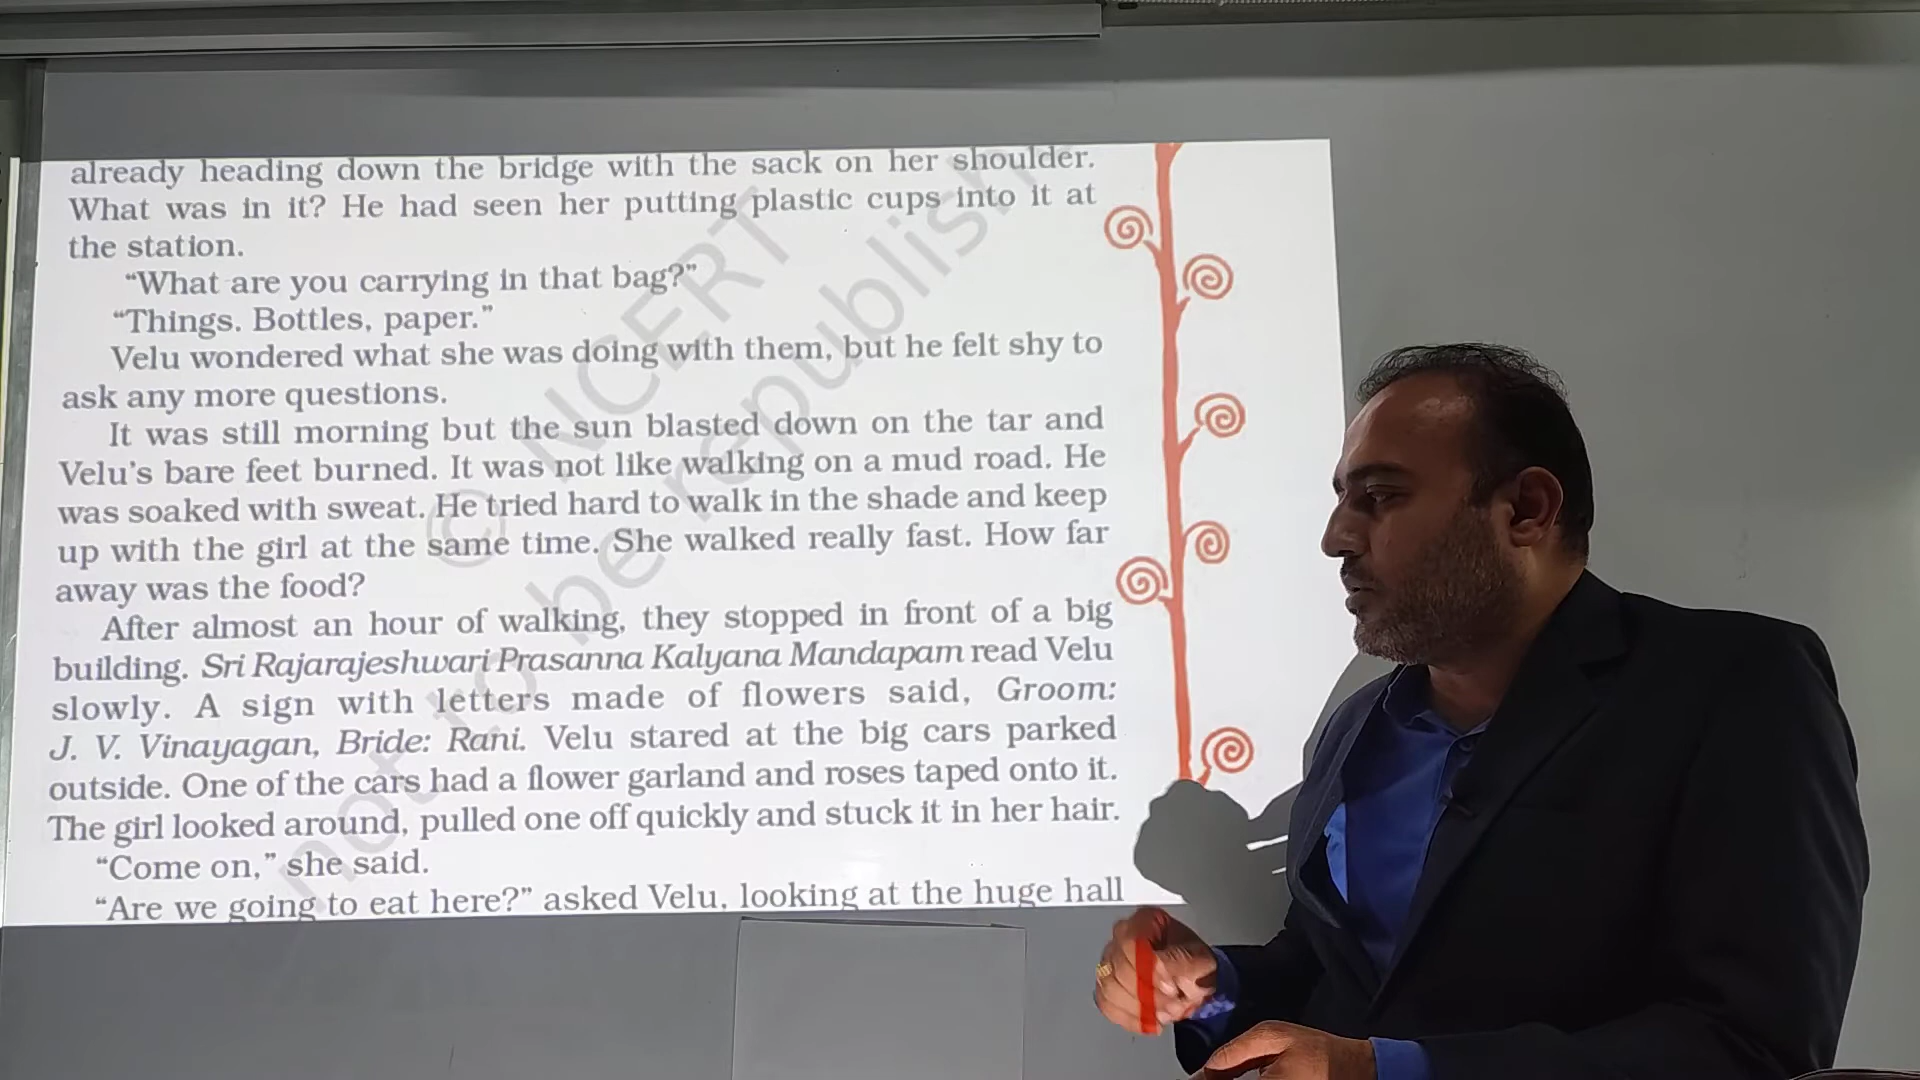 already heading down the bridge with the sack on her shoulder.
What was in it? He had seen her putting plastic cups into it at
the station.
“What are you carrying in that bag?”
“Things. Bottles, paper.”
Velu wondered what she was doing with them, but he felt shy to
ask any more questions.
It was still morning but the sun blasted down on the tar and
Velu’s bare feet burned. It was not like walking on a mud road. He
was soaked with sweat. He tried hard to walk in the shade and keep
up with the girl at the same time. She walked really fast. How far
away was the food?
After almost an hour of walking, they stopped in front of a big
building. Sri Rajarajeshwari Prasanna Kalyana Mandapam read Velu
slowly. A sign with letters made of flowers said, Groom:
J. V. Vinayagan, Bride: Rani. Velu stared at the big cars parked
outside. One of the cars had a flower garland and roses taped onto it.
The girl looked around, pulled one off quickly and stuck it in her hair.
“Come on,” she said.
“Are we going to eat here?” asked Velu, looking at the huge hall
© NCERT
not to be republish